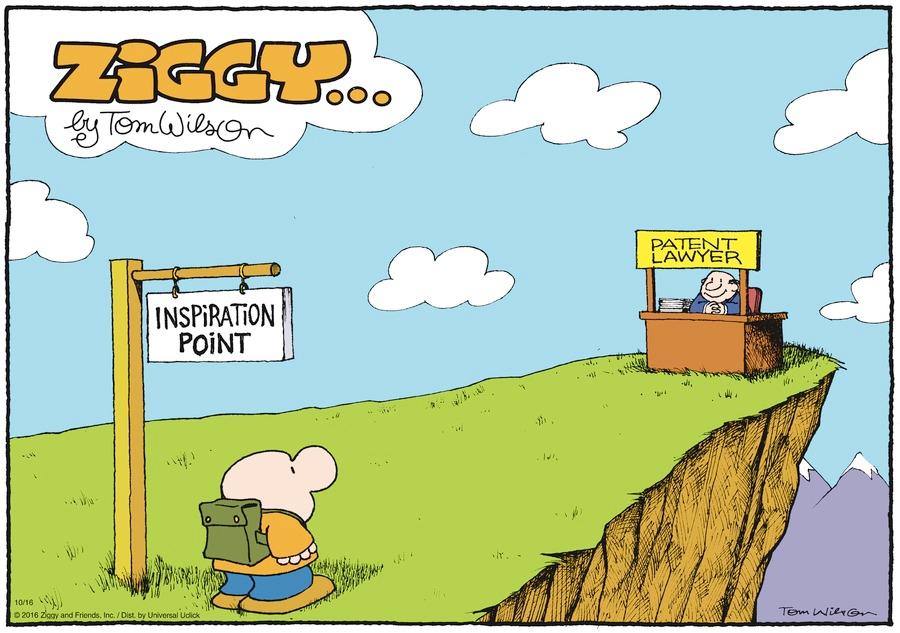 ZiGGY...
by Tom Wilson
PATENT
LAWYER
INSPiRATiON
POiNT
10/16
© 2016 Ziggy and Friends, Inc. / Dist. by Universal Uclick
Tom Wilson